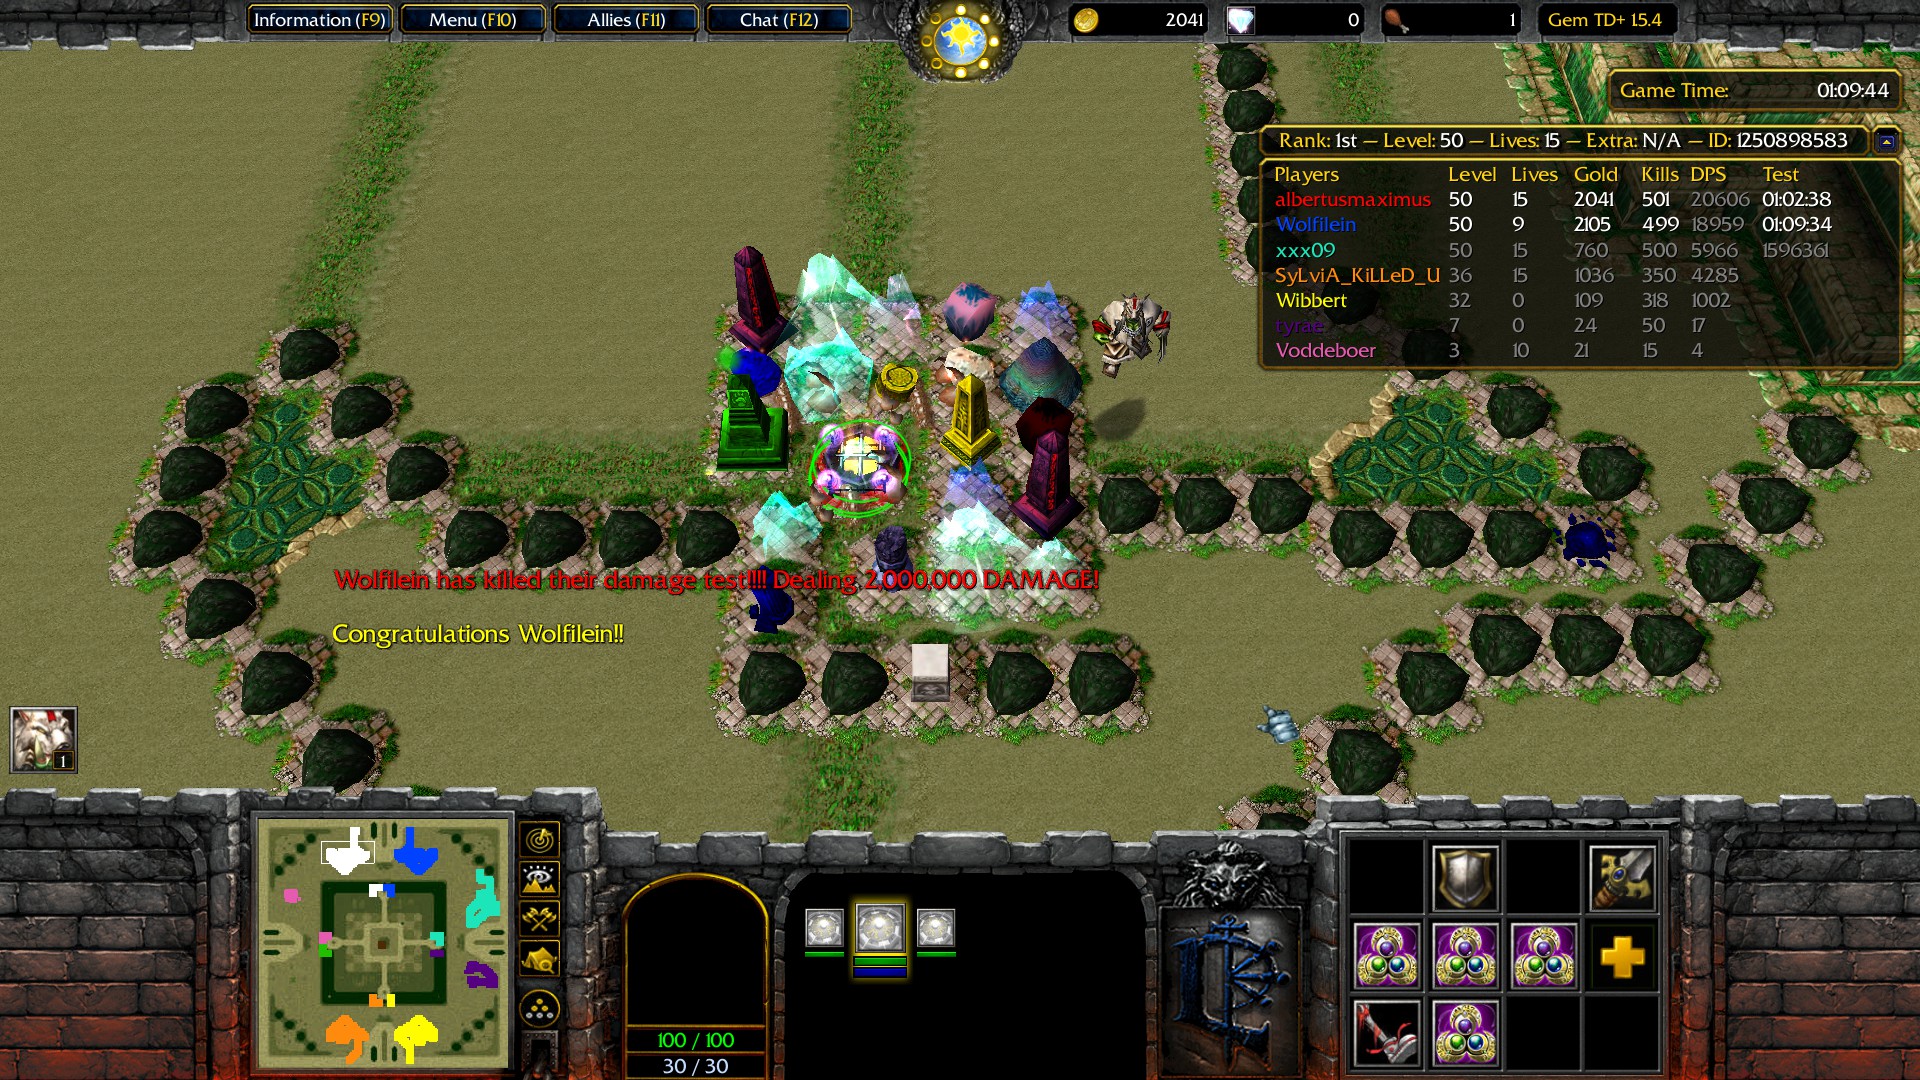 Information (F9) Menu (F10) Allies (F11) Chat (F12) 2041 0 1 Gem TD+ 15.4
Game Time: 01:09:44
Rank: 1st – Level: 50 – Lives: 15 – Extra: N/A – ID: 1250898583
Players Level Lives Gold Kills DPS Test
albertusmaximus 50 15 2041 501 20606 01:02:38
Wolfilein 50 9 2105 499 18959 01:09:34
xxx09 50 15 760 500 5966 1596361
SyLviA_KiLLeD_U 36 15 1036 350 4285
Wibbert 32 0 109 318 1002
tyrae 7 0 24 50 17
Voddeboer 3 10 21 15 4
Wolfilein has killed their damage test!!!! Dealing 2,000,000 DAMAGE!
Congratulations Wolfilein!!
1
100 / 100
30 / 30